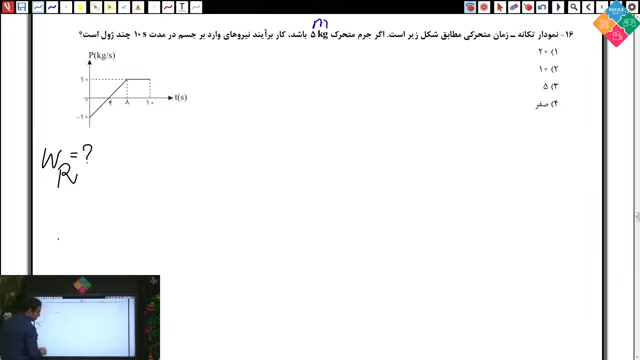 ۱۶- نمودار تکانه – زمان متحرکی مطابق شکل زیر است. اگر جرم متحرک ۵ kg باشد، کار برآیند نیروهای وارد بر جسم در مدت ۱۰ s چند ژول است؟
m
۱) ۲۰
۲) ۱۰
۳) ۵
۴) صفر
P(kg/s)
۱۰
۰
-۱۰
۴
۸
۱۰
t(s)
W_R = ?